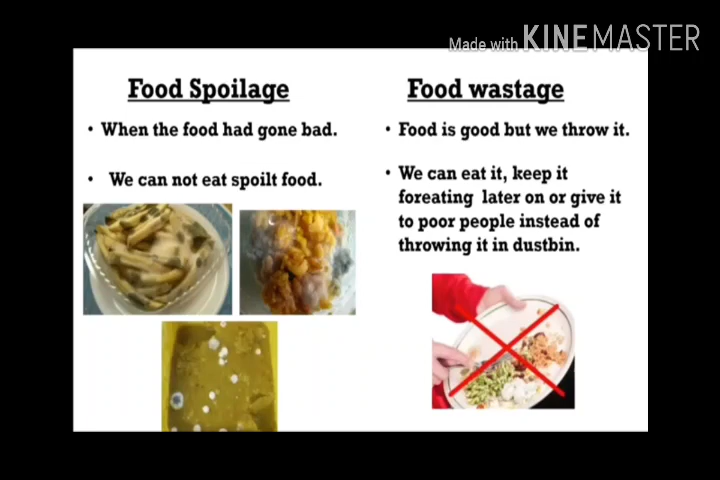 Made with KINEMASTER
Food Spoilage
• When the food had gone bad.
• We can not eat spoilt food.
Food wastage
• Food is good but we throw it.
• We can eat it, keep it
foreating later on or give it
to poor people instead of
throwing it in dustbin.